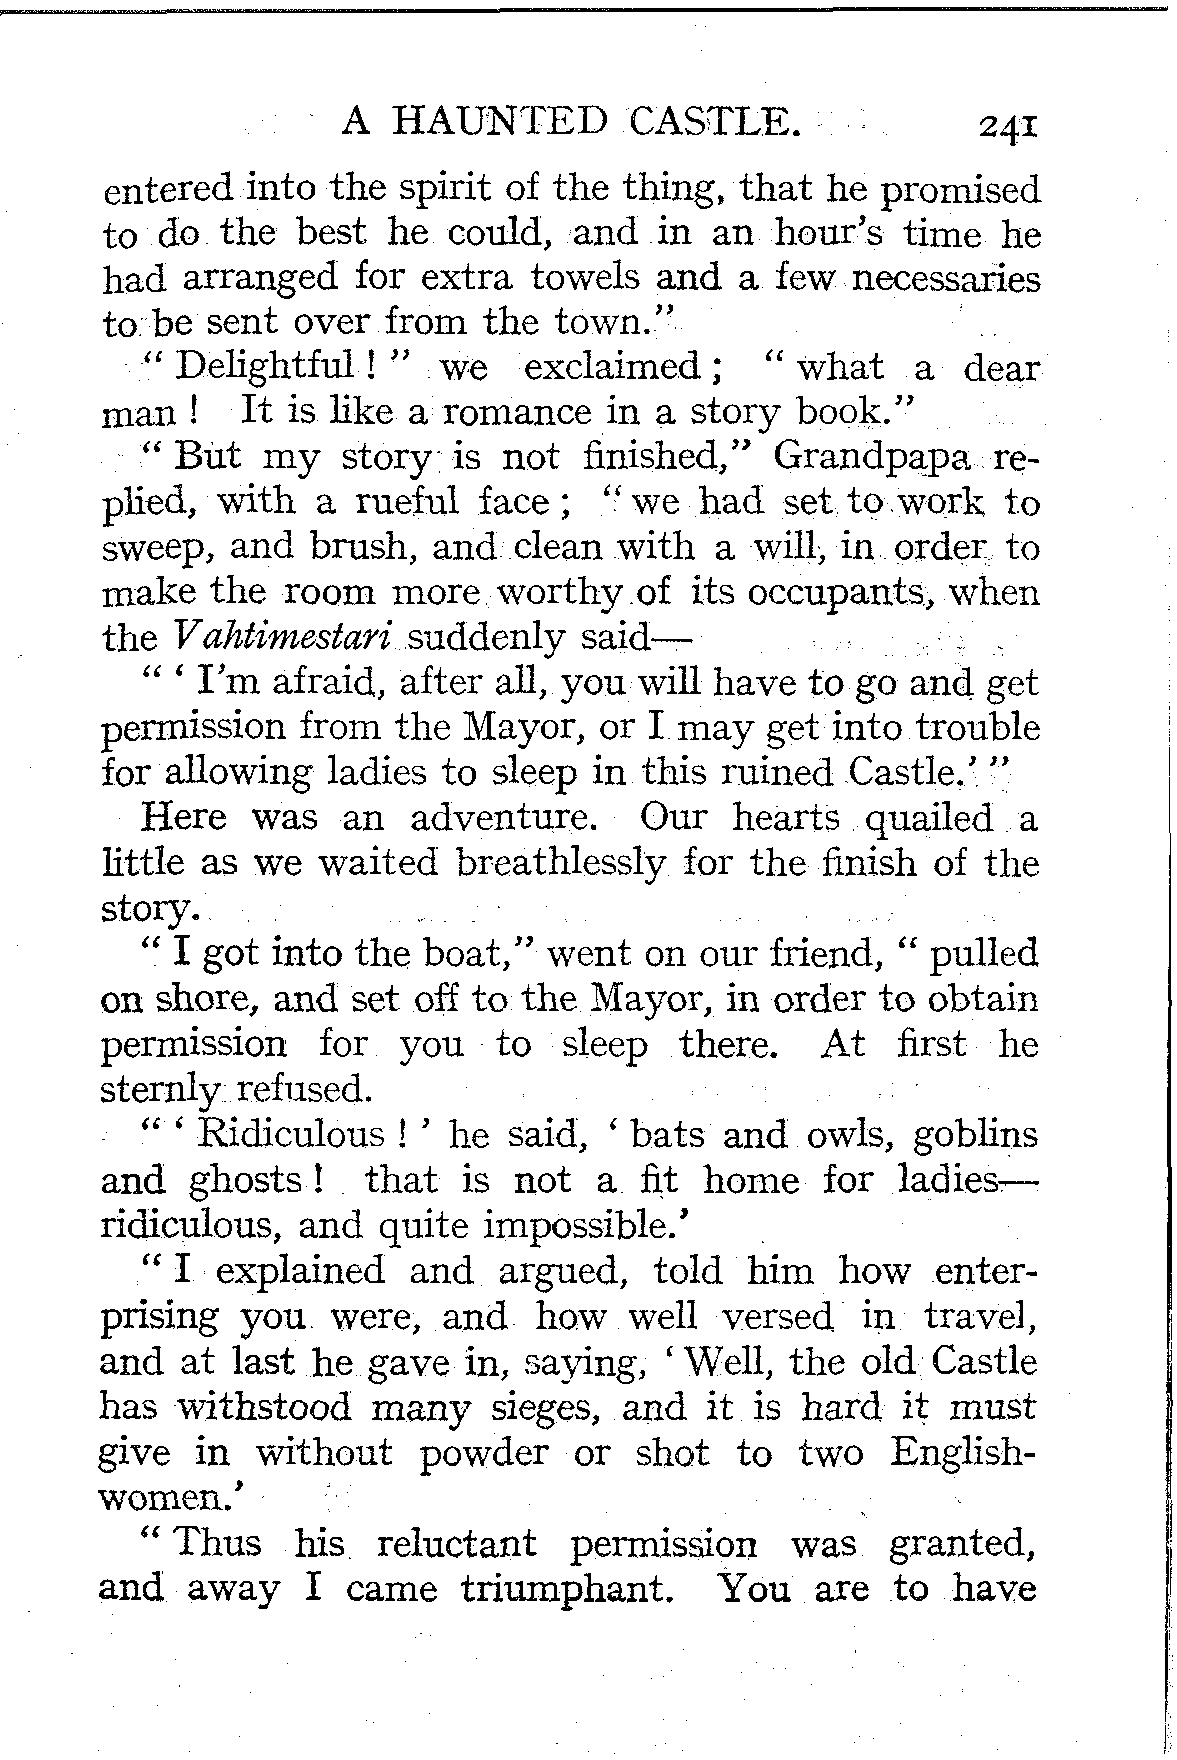 A HAUNTED CASTLE. 241
entered into the spirit of the thing, that he promised
to do the best he could, and in an hour's time he
had arranged for extra towels and a few necessaries
to be sent over from the town."
" Delightful ! " we exclaimed ; " what a dear
man ! It is like a romance in a story book."
" But my story is not finished," Grandpapa re-
plied, with a rueful face ; " we had set to work to
sweep, and brush, and clean with a will, in order to
make the room more worthy of its occupants, when
the Vahtimestari suddenly said—
" ' I'm afraid, after all, you will have to go and get
permission from the Mayor, or I may get into trouble
for allowing ladies to sleep in this ruined Castle.' "
Here was an adventure. Our hearts quailed a
little as we waited breathlessly for the finish of the
story.
" I got into the boat," went on our friend, " pulled
on shore, and set off to the Mayor, in order to obtain
permission for you to sleep there. At first he
sternly refused.
" ' Ridiculous ! ' he said, ' bats and owls, goblins
and ghosts ! that is not a fit home for ladies—
ridiculous, and quite impossible.'
" I explained and argued, told him how enter-
prising you were, and how well versed in travel,
and at last he gave in, saying, ' Well, the old Castle
has withstood many sieges, and it is hard it must
give in without powder or shot to two English-
women.'
" Thus his reluctant permission was granted,
and away I came triumphant. You are to have